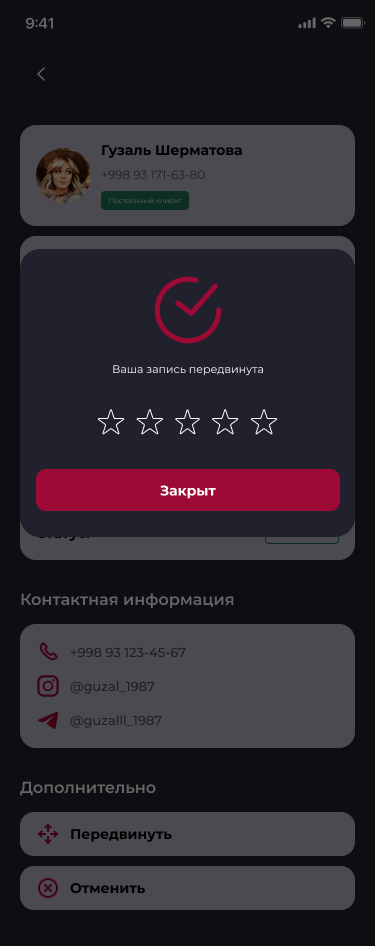 9:41
Гузаль Шерматова
+998 93 171-63-80
Постоянный клиент
Ваша запись передвинута
Закрыт
Контактная информация
+998 93 123-45-67
@guzal_1987
@guzalll_1987
Дополнительно
Передвинуть
Отменить